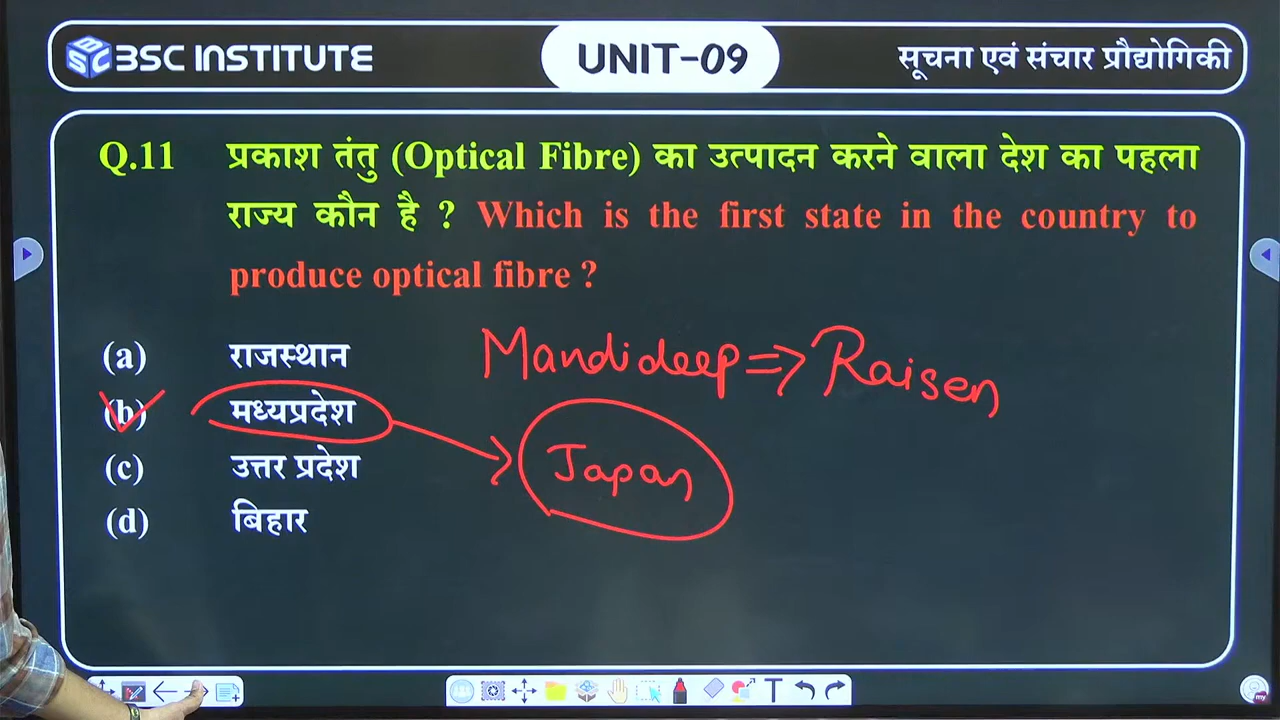 BSC INSTITUTE
UNIT-09
सूचना एवं संचार प्रौद्योगिकी
Q.11 प्रकाश तंतु (Optical Fibre) का उत्पादन करने वाला देश का पहला
राज्य कौन है ? Which is the first state in the country to
produce optical fibre ?
(a) राजस्थान
Mandideep => Raisen
(b) मध्यप्रदेश
(c) उत्तर प्रदेश
Japan
(d) बिहार